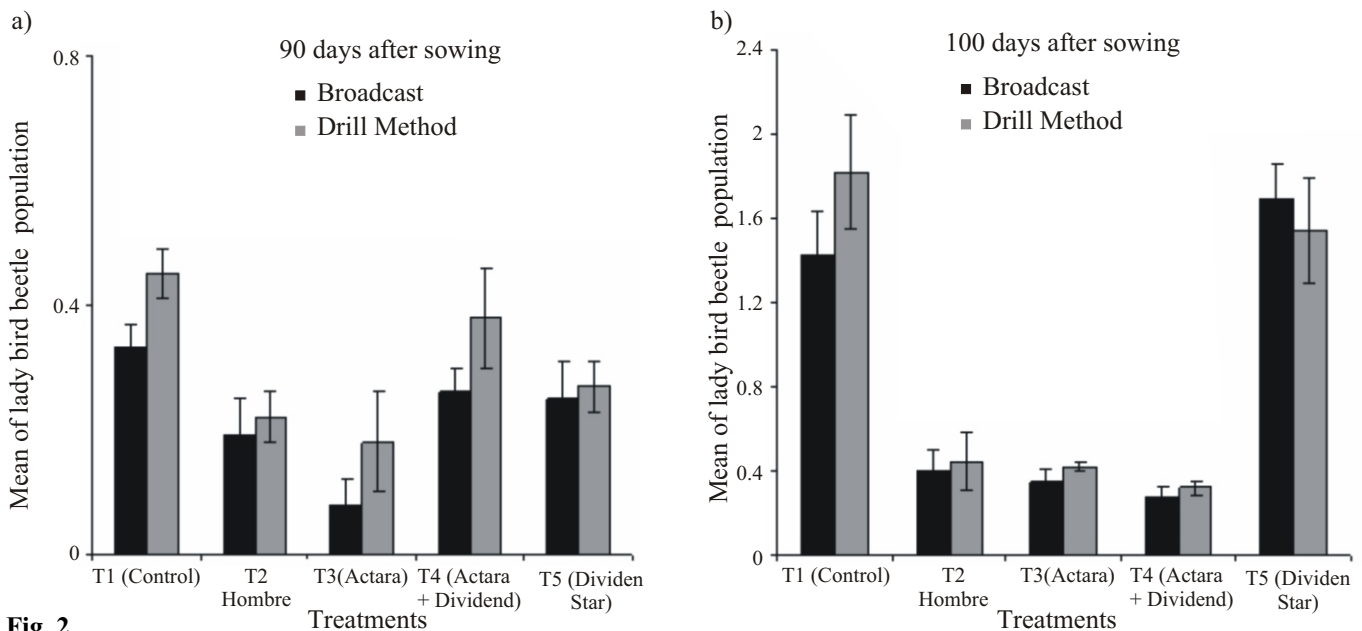 a)
90 days after sowing
Broadcast
Drill Method
0.8
0.4
0
Mean of lady bird beetle population
T1 (Control)
T2
Hombre
T3(Actara)
T4 (Actara
+ Dividend)
T5 (Dividen
Star)
Treatments
b)
100 days after sowing
Broadcast
Drill Method
2.4
2
1.6
1.2
0.8
0.4
0
Mean of lady bird beetle population
T1 (Control)
T2
Hombre
T3(Actara)
T4 (Actara
+ Dividend)
T5 (Dividen
Star)
Treatments
Fig. 2